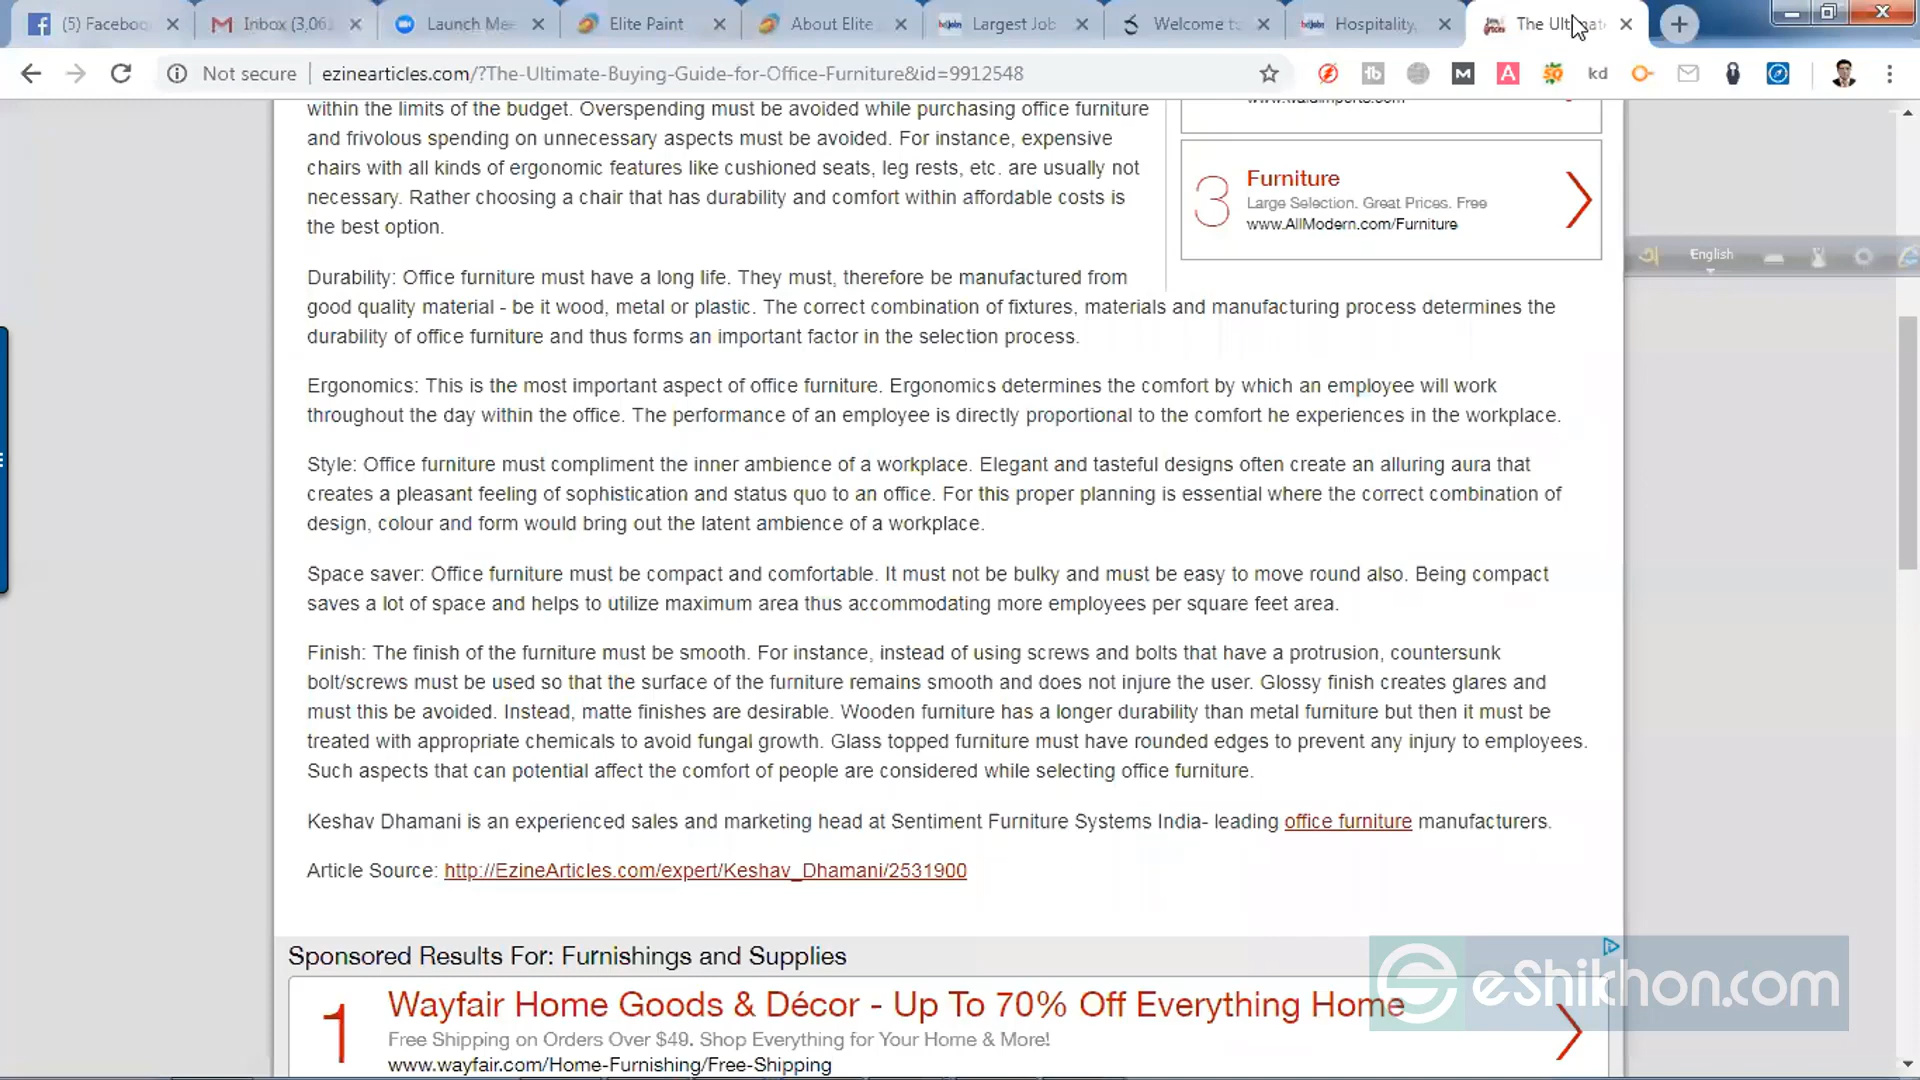 (5) Faceboo
Inbox (3,06
Launch Me
Elite Paint
About Elite
Largest Job
Welcome to
Hospitality,
The Ultimat
Not secure
ezinearticles.com/?The-Ultimate-Buying-Guide-for-Office-Furniture&id=9912548
kd
within the limits of the budget. Overspending must be avoided while purchasing office furniture
and frivolous spending on unnecessary aspects must be avoided. For instance, expensive
chairs with all kinds of ergonomic features like cushioned seats, leg rests, etc. are usually not
necessary. Rather choosing a chair that has durability and comfort within affordable costs is
the best option.
3
Furniture
Large Selection. Great Prices. Free
www.AllModern.com/Furniture
English
Durability: Office furniture must have a long life. They must, therefore be manufactured from
good quality material - be it wood, metal or plastic. The correct combination of fixtures, materials and manufacturing process determines the
durability of office furniture and thus forms an important factor in the selection process.
Ergonomics: This is the most important aspect of office furniture. Ergonomics determines the comfort by which an employee will work
throughout the day within the office. The performance of an employee is directly proportional to the comfort he experiences in the workplace.
Style: Office furniture must compliment the inner ambience of a workplace. Elegant and tasteful designs often create an alluring aura that
creates a pleasant feeling of sophistication and status quo to an office. For this proper planning is essential where the correct combination of
design, colour and form would bring out the latent ambience of a workplace.
Space saver: Office furniture must be compact and comfortable. It must not be bulky and must be easy to move round also. Being compact
saves a lot of space and helps to utilize maximum area thus accommodating more employees per square feet area.
Finish: The finish of the furniture must be smooth. For instance, instead of using screws and bolts that have a protrusion, countersunk
bolt/screws must be used so that the surface of the furniture remains smooth and does not injure the user. Glossy finish creates glares and
must this be avoided. Instead, matte finishes are desirable. Wooden furniture has a longer durability than metal furniture but then it must be
treated with appropriate chemicals to avoid fungal growth. Glass topped furniture must have rounded edges to prevent any injury to employees.
Such aspects that can potential affect the comfort of people are considered while selecting office furniture.
Keshav Dhamani is an experienced sales and marketing head at Sentiment Furniture Systems India- leading office furniture manufacturers.
Article Source: http://EzineArticles.com/expert/Keshav_Dhamani/2531900
Sponsored Results For: Furnishings and Supplies
1
Wayfair Home Goods & Décor - Up To 70% Off Everything Home
Free Shipping on Orders Over $49. Shop Everything for Your Home & More!
www.wayfair.com/Home-Furnishing/Free-Shipping
eShikhon.com